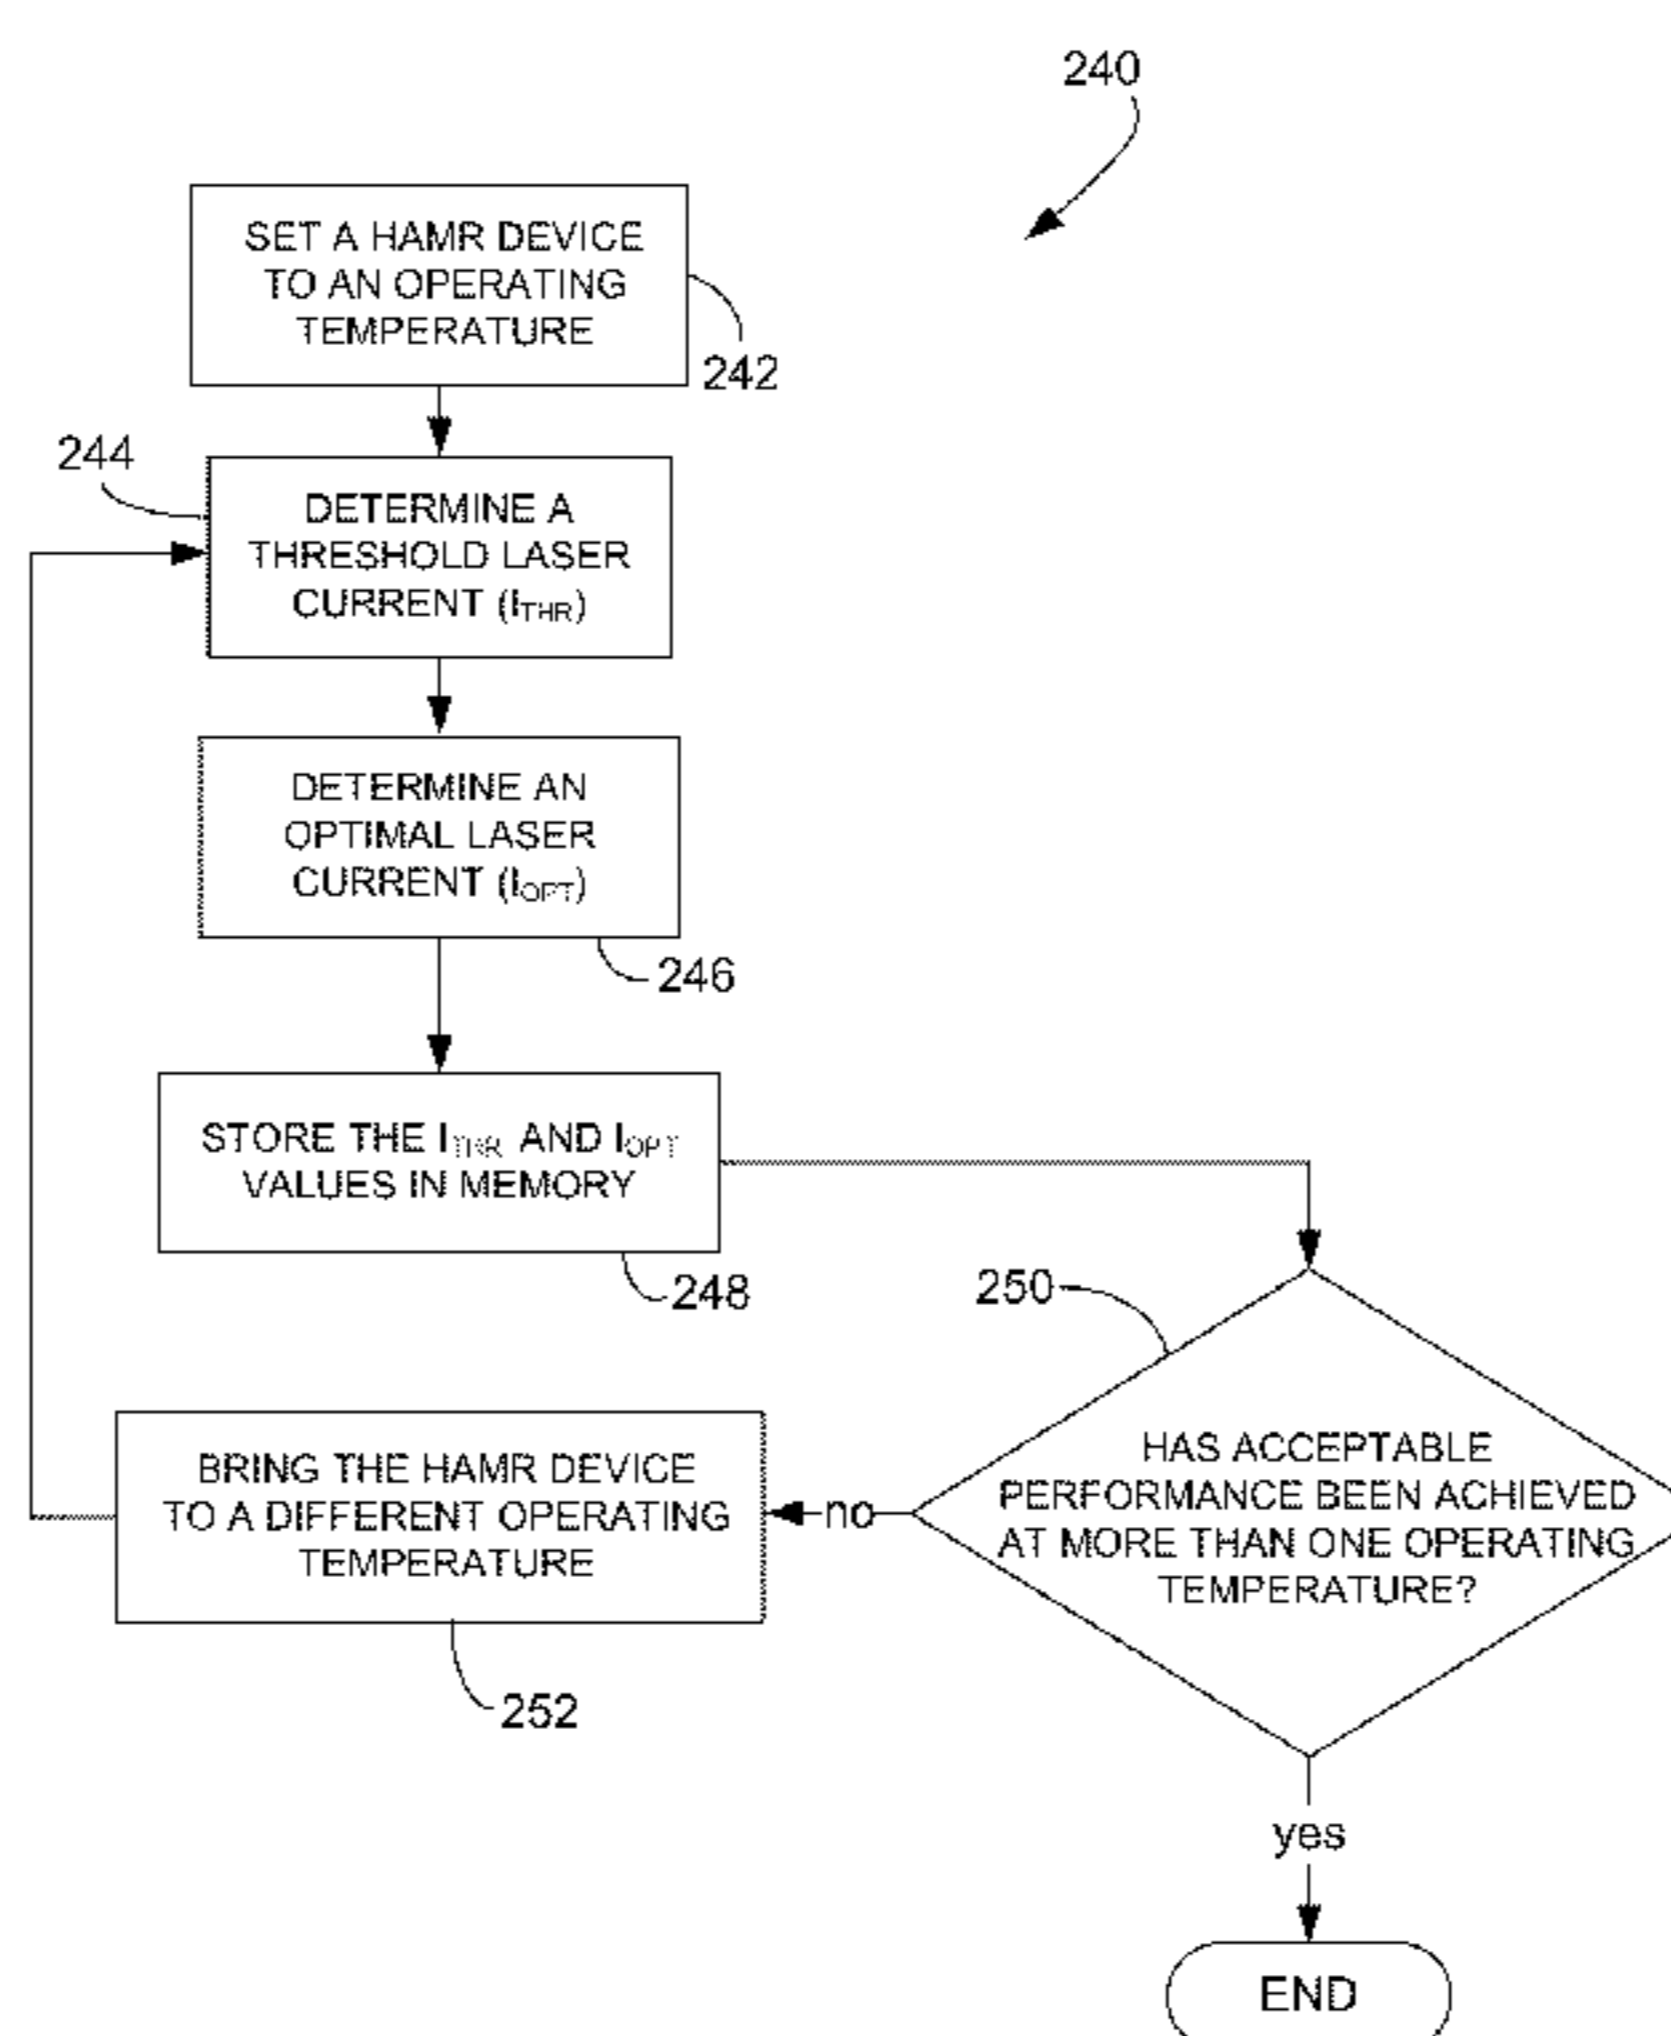 240
SET A HAMR DEVICE
TO AN OPERATING
TEMPERATURE
242
244
DETERMINE A
THRESHOLD LASER
CURRENT (ITHR)
DETERMINE AN
OPTIMAL LASER
CURRENT (IOPT)
246
STORE THE ITHR AND IOPT
VALUES IN MEMORY
248
250
HAS ACCEPTABLE
PERFORMANCE BEEN ACHIEVED
AT MORE THAN ONE OPERATING
TEMPERATURE?
no
BRING THE HAMR DEVICE
TO A DIFFERENT OPERATING
TEMPERATURE
252
yes
END